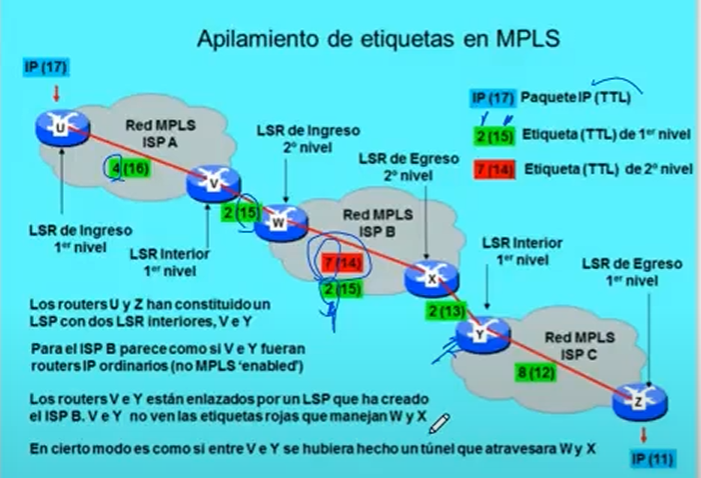 Apilamiento de etiquetas en MPLS
IP (17)
IP (17) Paquete IP (TTL)
2 (15) Etiqueta (TTL) de 1er nivel
7 (14) Etiqueta (TTL) de 2º nivel
U
Red MPLS
ISP A
4 (16)
LSR de Ingreso
2º nivel
LSR de Egreso
2º nivel
V
2 (15)
W
Red MPLS
ISP B
LSR de Ingreso
1er nivel
LSR Interior
1er nivel
7 (14)
2 (15)
X
LSR Interior
1er nivel
LSR de Egreso
1er nivel
2 (13)
Y
Red MPLS
ISP C
8 (12)
Z
IP (11)
Los routers U y Z han constituido un
LSP con dos LSR interiores, V e Y
Para el ISP B parece como si V e Y fueran
routers IP ordinarios (no MPLS ‘enabled’)
Los routers V e Y están enlazados por un LSP que ha creado
el ISP B. V e Y no ven las etiquetas rojas que manejan W y X
En cierto modo es como si entre V e Y se hubiera hecho un túnel que atravesara W y X